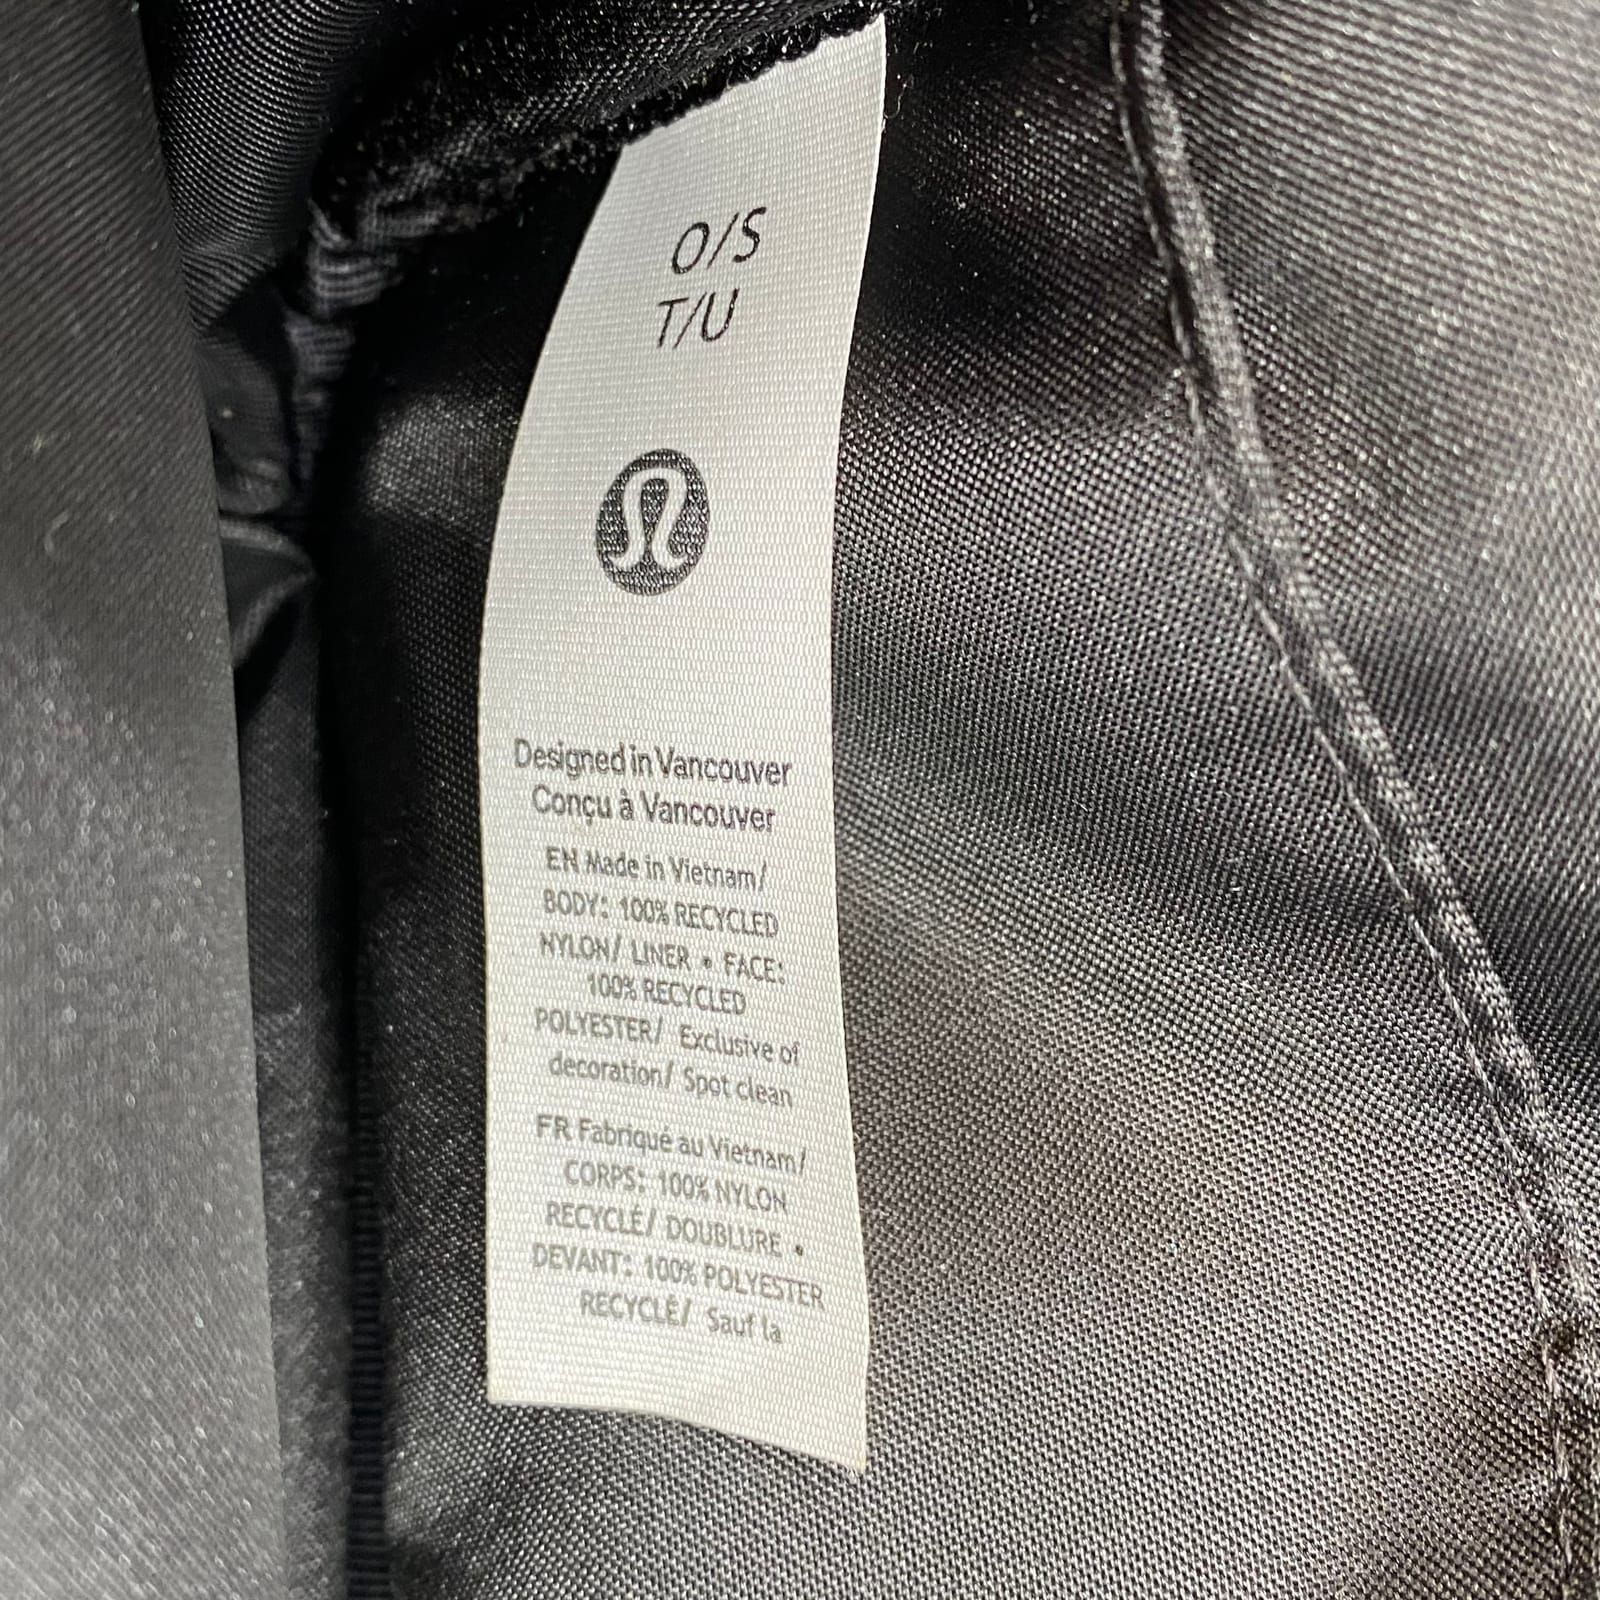 O/S
T/U
Designed in Vancouver
Conçu à Vancouver
EN Made in Vietnam/
BODY: 100% RECYCLED
NYLON/ LINER • FACE:
100% RECYCLED
POLYESTER/ Exclusive of
decoration/ Spot clean
FR Fabriqué au Vietnam/
CORPS: 100% NYLON
RECYCLÉ/ DOUBLURE •
DEVANT: 100% POLYESTER
RECYCLÉ/ Sauf la